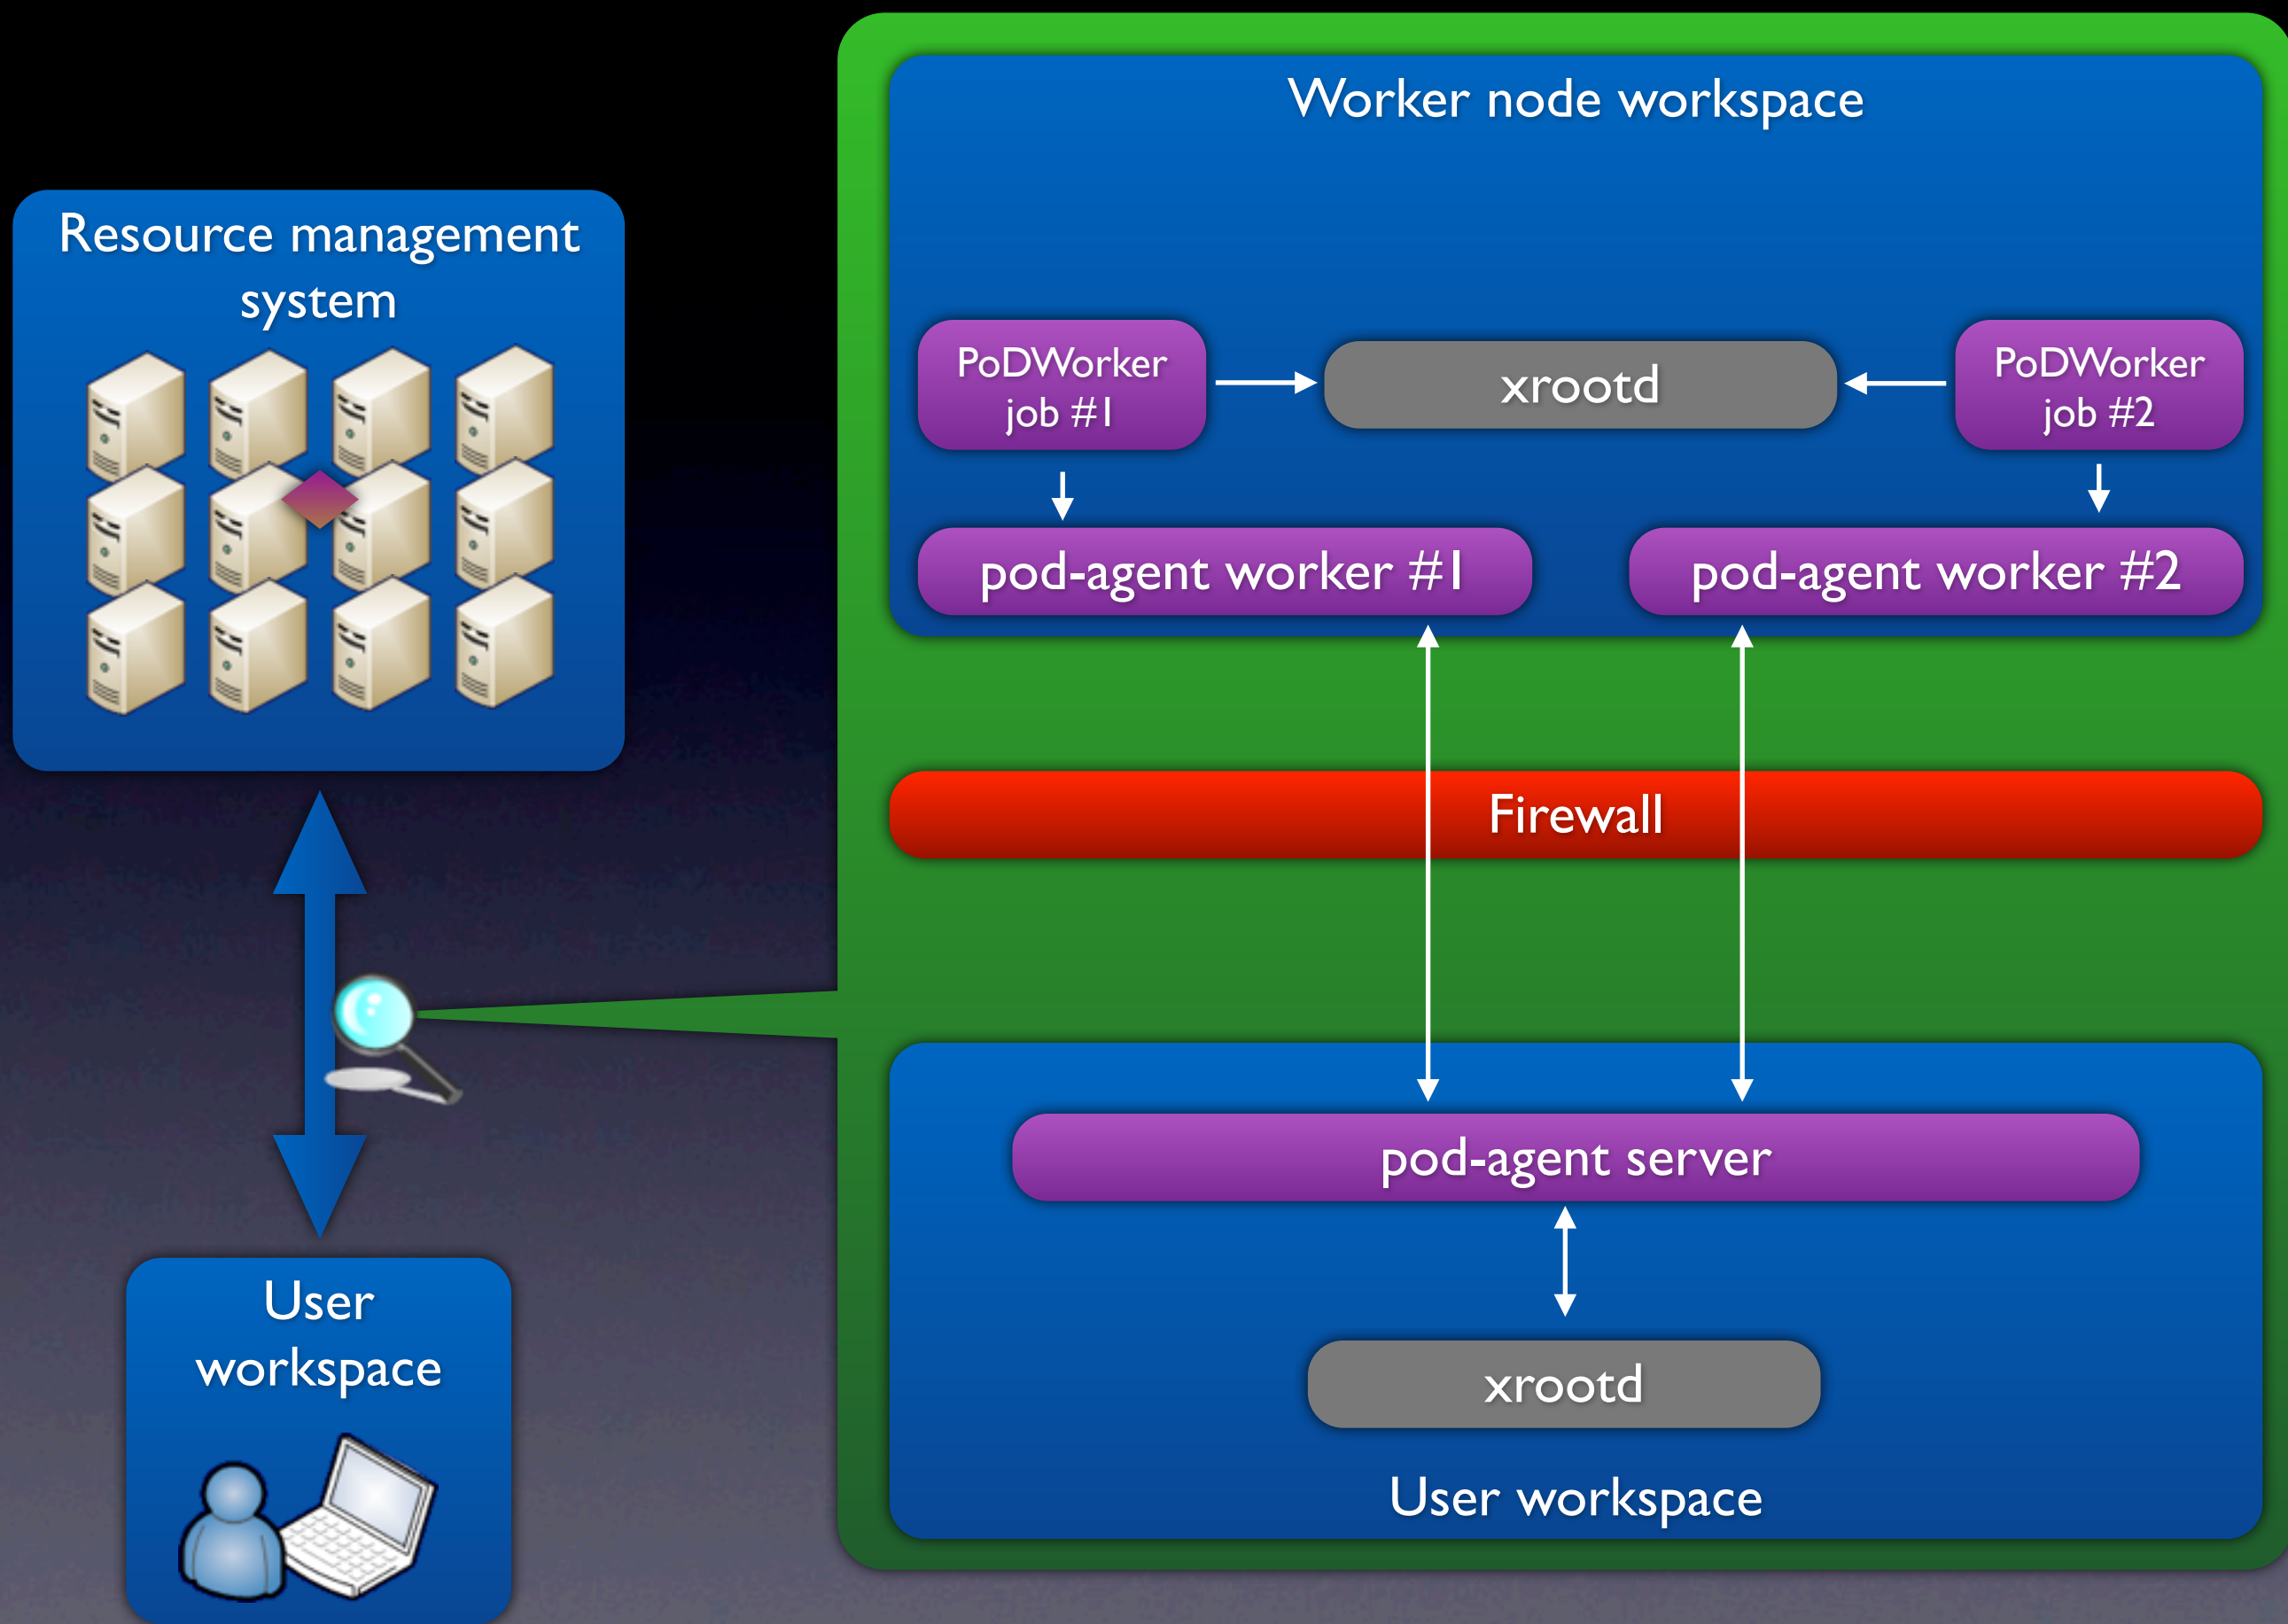 Resource management
system
User
workspace
Worker node workspace
PoDWorker
job #1
xrootd
PoDWorker
job #2
pod-agent worker #1
pod-agent worker #2
Firewall
pod-agent server
xrootd
User workspace